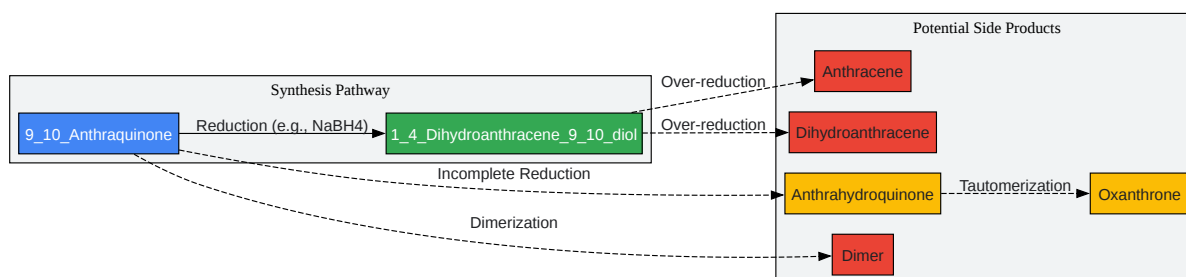 Potential Side Products
Over-reduction
Anthracene
Synthesis Pathway
9_10_Anthraquinone
Reduction (e.g., NaBH4)
1_4_Dihydroanthracene_9_10_diol
Over-reduction
Dihydroanthracene
Incomplete Reduction
Anthrahydroquinone
Tautomerization
Oxanthrone
Dimerization
Dimer